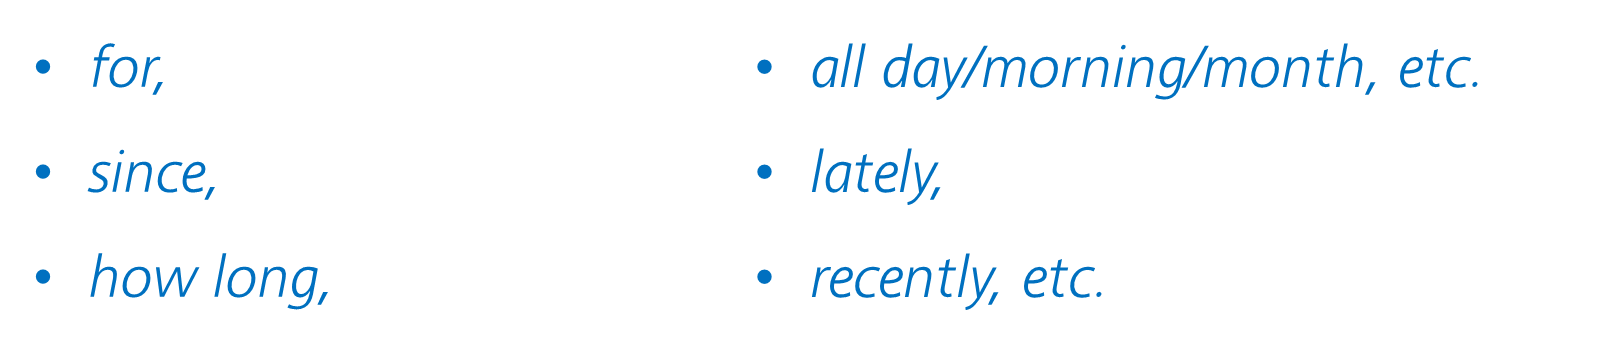 • for,
• since,
• how long,
• all day/morning/month, etc.
• lately,
• recently, etc.